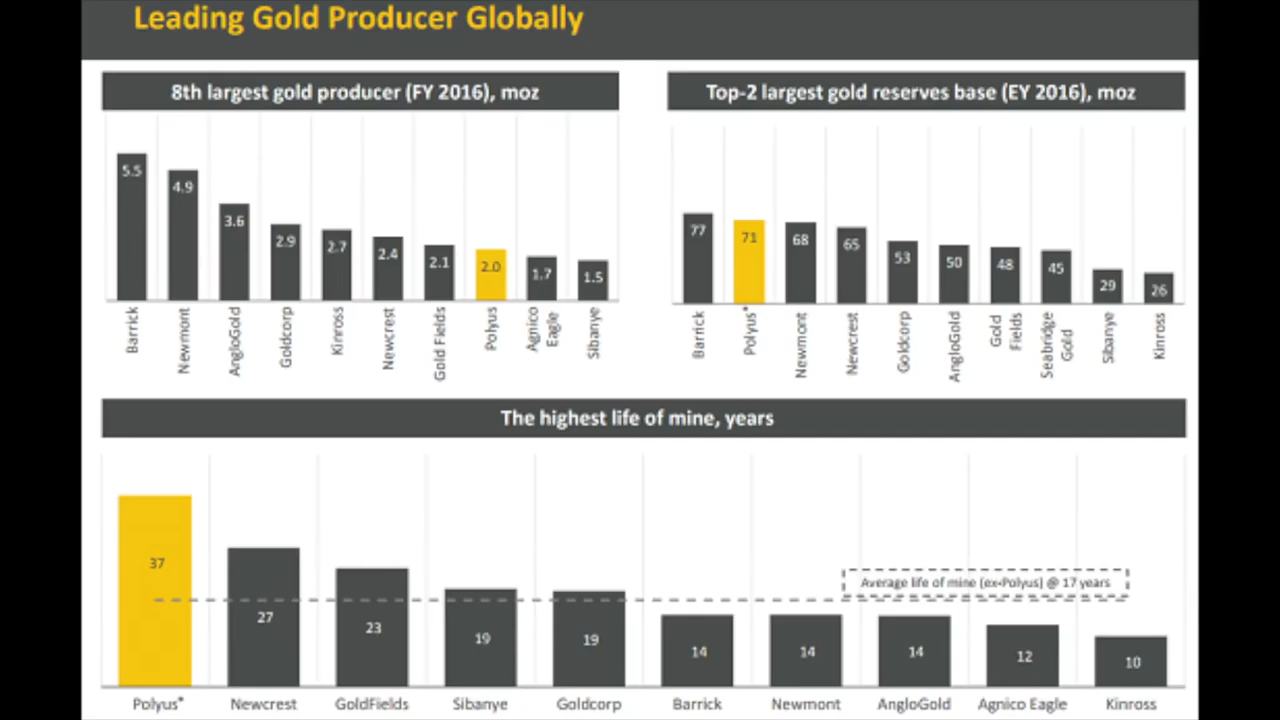 Leading Gold Producer Globally
8th largest gold producer (FY 2016), moz
5.5
4.9
3.6
2.9
2.7
2.4
2.1
2.0
1.7
1.5
Barrick
Newmont
AngloGold
Goldcorp
Kinross
Newcrest
Gold Fields
Polyus
Agnico
Eagle
Sibanye
Top-2 largest gold reserves base (EY 2016), moz
77
71
68
65
53
50
48
45
29
26
Barrick
Polyus*
Newmont
Newcrest
Goldcorp
AngloGold
Gold
Fields
Seabridge
Gold
Sibanye
Kinross
The highest life of mine, years
Average life of mine (ex-Polyus) @ 17 years
37
27
23
19
19
14
14
14
12
10
Polyus*
Newcrest
GoldFields
Sibanye
Goldcorp
Barrick
Newmont
AngloGold
Agnico Eagle
Kinross